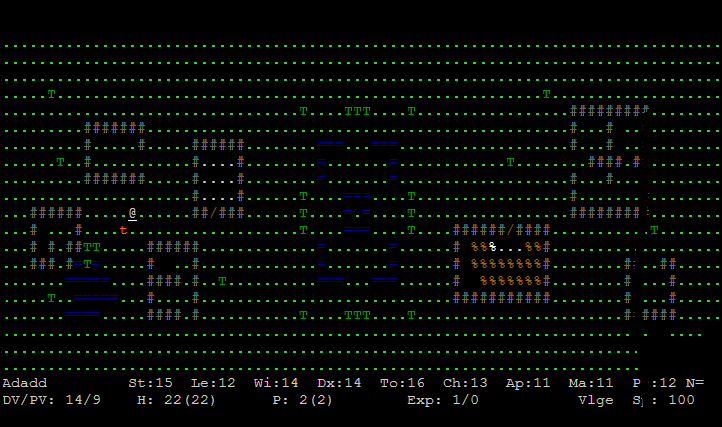 Adadd St:15 Le:12 Wi:14 Dx:14 To:16 Ch:13 Ap:11 Ma:11 P :12 N=
DV/PV: 14/9 H: 22(22) P: 2(2) Exp: 1/0 Vlge Sp: 100